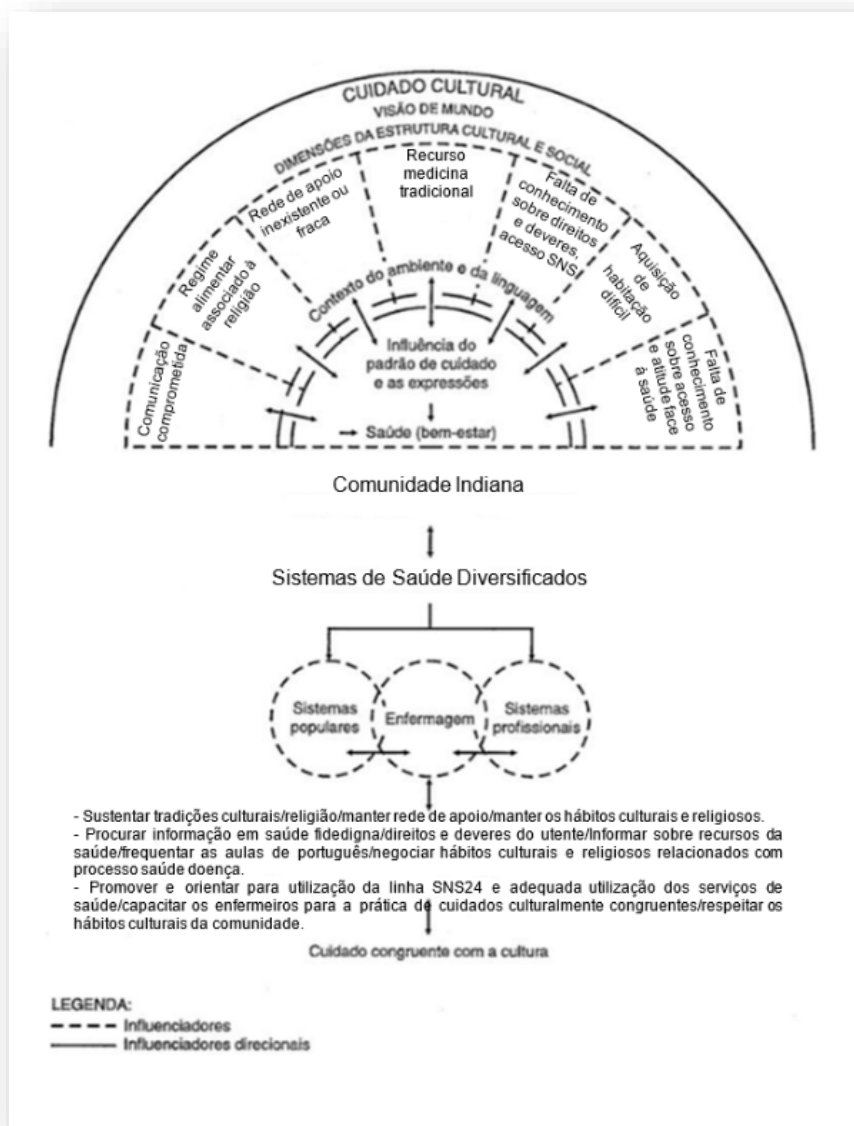 CUIDADO CULTURAL
VISÃO DE MUNDO
DIMENSÕES DA ESTRUTURA CULTURAL E SOCIAL
Comunicação
comprometida
Regime
alimentar
associado à
religião
Rede de apoio
inexistente ou
fraca
Recurso
medicina
tradicional
Falta de
conhecimento
sobre direitos
e deveres,
acesso SNS
Aquisição
de
habitação
difícil
Falta de
conhecimento
sobre acesso
e atitude face
à saúde
Contexto do ambiente e da linguagem
Influência do
padrão de cuidado
e as expressões
Saúde (bem-estar)
Comunidade Indiana
Sistemas de Saúde Diversificados
Sistemas
populares
Enfermagem
Sistemas
profissionais
- Sustentar tradições culturais/religião/manter rede de apoio/manter os hábitos culturais e religiosos.
- Procurar informação em saúde fidedigna/direitos e deveres do utente/Informar sobre recursos da
saúde/frequentar as aulas de português/negociar hábitos culturais e religiosos relacionados com
processo saúde doença.
- Promover e orientar para utilização da linha SNS24 e adequada utilização dos serviços de
saúde/capacitar os enfermeiros para a prática de cuidados culturalmente congruentes/respeitar os
hábitos culturais da comunidade.
Cuidado congruente com a cultura
LEGENDA:
Influenciadores
Influenciadores direcionais